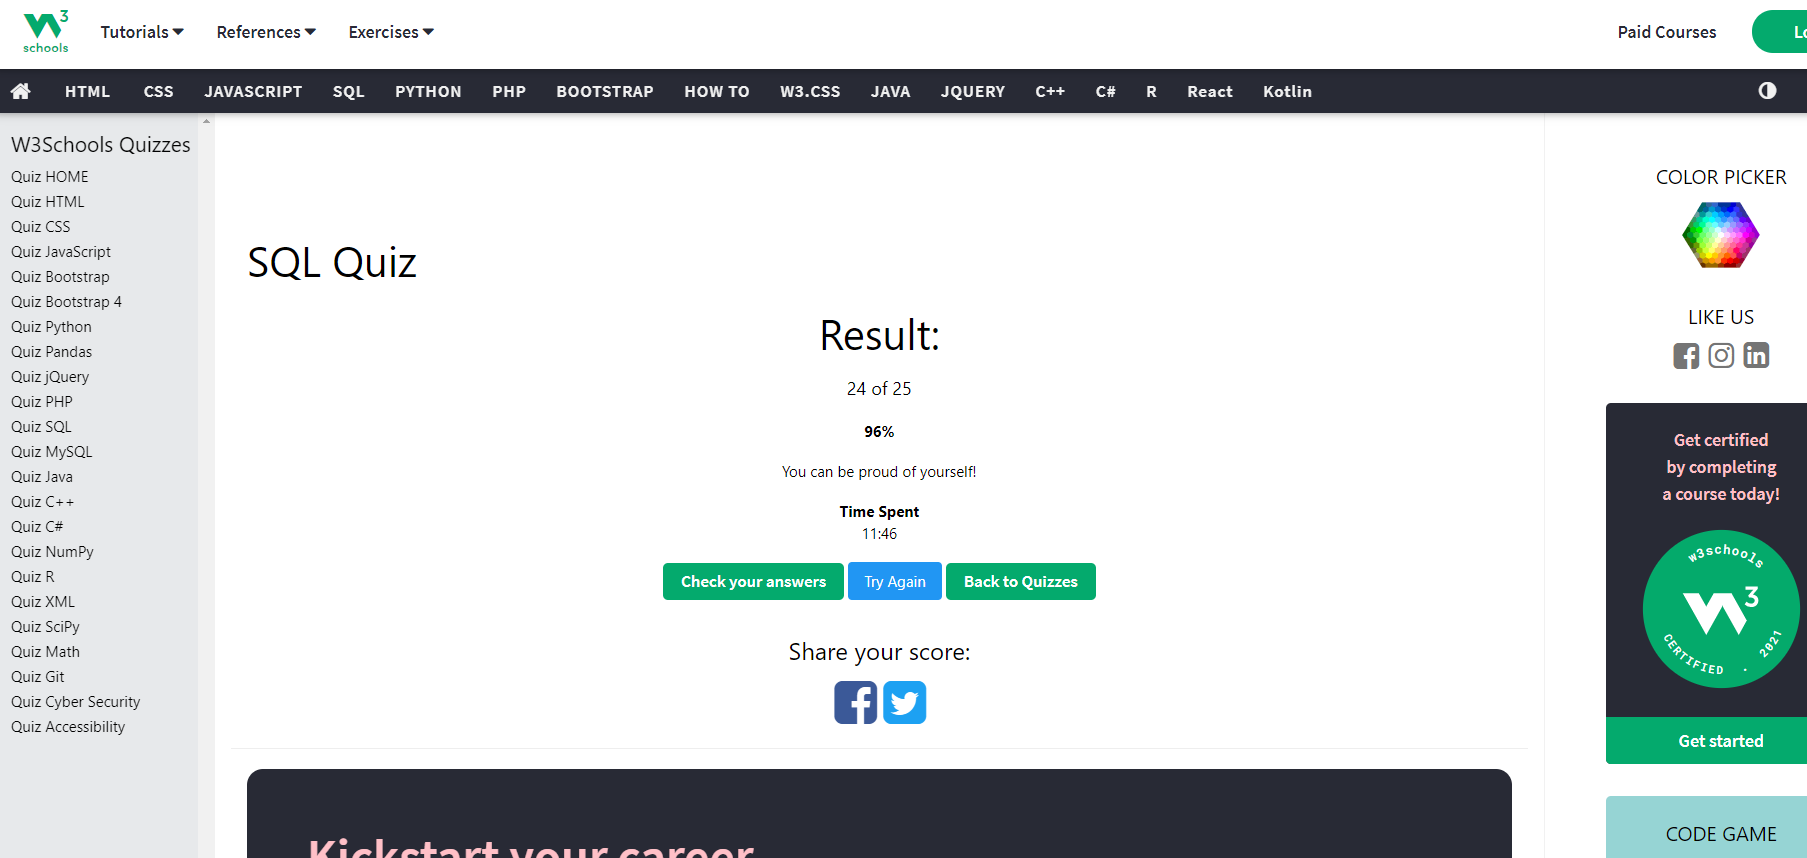 W3
schools
Tutorials
References
Exercises
Paid Courses
HTML
CSS
JAVASCRIPT
SQL
PYTHON
PHP
BOOTSTRAP
HOW TO
W3.CSS
JAVA
JQUERY
C++
C#
R
React
Kotlin
W3Schools Quizzes
Quiz HOME
Quiz HTML
Quiz CSS
Quiz JavaScript
Quiz Bootstrap
Quiz Bootstrap 4
Quiz Python
Quiz Pandas
Quiz jQuery
Quiz PHP
Quiz SQL
Quiz MySQL
Quiz Java
Quiz C++
Quiz C#
Quiz NumPy
Quiz R
Quiz XML
Quiz SciPy
Quiz Math
Quiz Git
Quiz Cyber Security
Quiz Accessibility
SQL Quiz
Result:
24 of 25
96%
You can be proud of yourself!
Time Spent
11:46
Check your answers
Try Again
Back to Quizzes
Share your score:
Kickstart your career
COLOR PICKER
LIKE US
Get certified
by completing
a course today!
w3schools
W3
CERTIFIED . 2021
Get started
CODE GAME